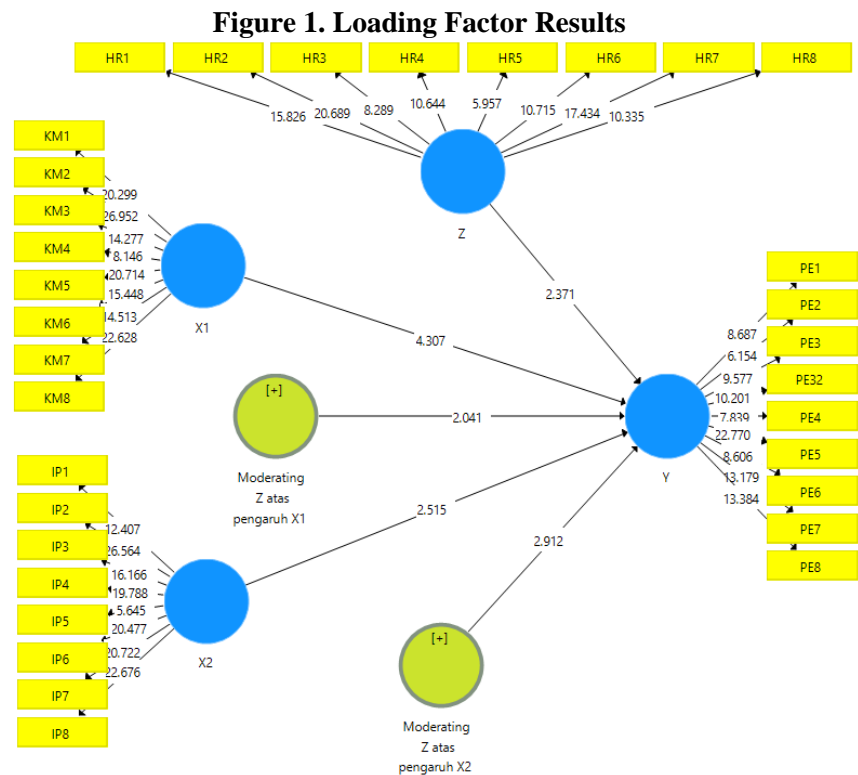 Figure 1. Loading Factor Results
HR1 HR2 HR3 HR4 HR5 HR6 HR7 HR8
15.826 20.689 8.289 10.644 5.957 10.715 17.434 10.335
Z
KM1
KM2
KM3
KM4
KM5
KM6
KM7
KM8
20.299
26.952
14.277
8.146
20.714
15.448
14.513
22.628
X1
2.371
4.307
[+]
Moderating
Z atas
pengaruh X1
2.041
IP1
IP2
IP3
IP4
IP5
IP6
IP7
IP8
12.407
26.564
16.166
19.788
5.645
20.477
20.722
22.676
X2
2.515
[+]
Moderating
Z atas
pengaruh X2
2.912
Y
8.687
6.154
9.577
10.201
7.839
22.770
8.606
13.179
13.384
PE1
PE2
PE3
PE32
PE4
PE5
PE6
PE7
PE8